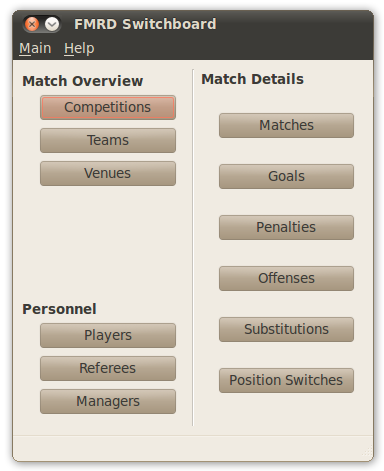 FMRD Switchboard
Main Help
Match Overview
Competitions
Teams
Venues
Personnel
Players
Referees
Managers
Match Details
Matches
Goals
Penalties
Offenses
Substitutions
Position Switches